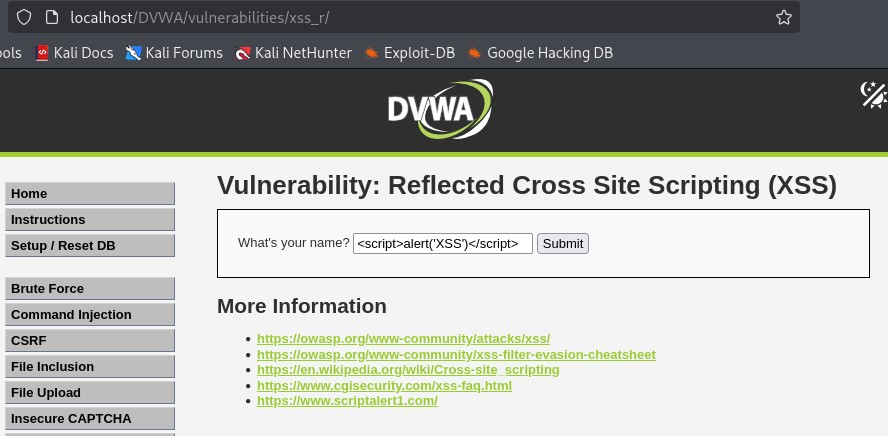 localhost/DVWA/vulnerabilities/xss_r/
ols Kali Docs Kali Forums Kali NetHunter Exploit-DB Google Hacking DB
DVWA
Vulnerability: Reflected Cross Site Scripting (XSS)
Home
Instructions
Setup / Reset DB
Brute Force
Command Injection
CSRF
File Inclusion
File Upload
Insecure CAPTCHA
What's your name? <script>alert('XSS')</script> Submit
More Information
https://owasp.org/www-community/attacks/xss/
https://owasp.org/www-community/xss-filter-evasion-cheatsheet
https://en.wikipedia.org/wiki/Cross-site_scripting
https://www.cgisecurity.com/xss-faq.html
https://www.scriptalert1.com/